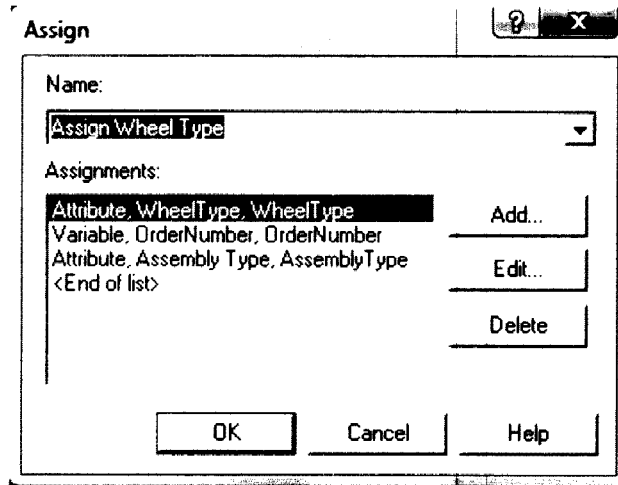 Assign
?
X
Name:
Assign Wheel Type
Assignments:
Attribute, WheelType, WheelType
Variable, OrderNumber, OrderNumber
Attribute, Assembly Type, AssemblyType
<End of list>
Add...
Edit...
Delete
OK
Cancel
Help